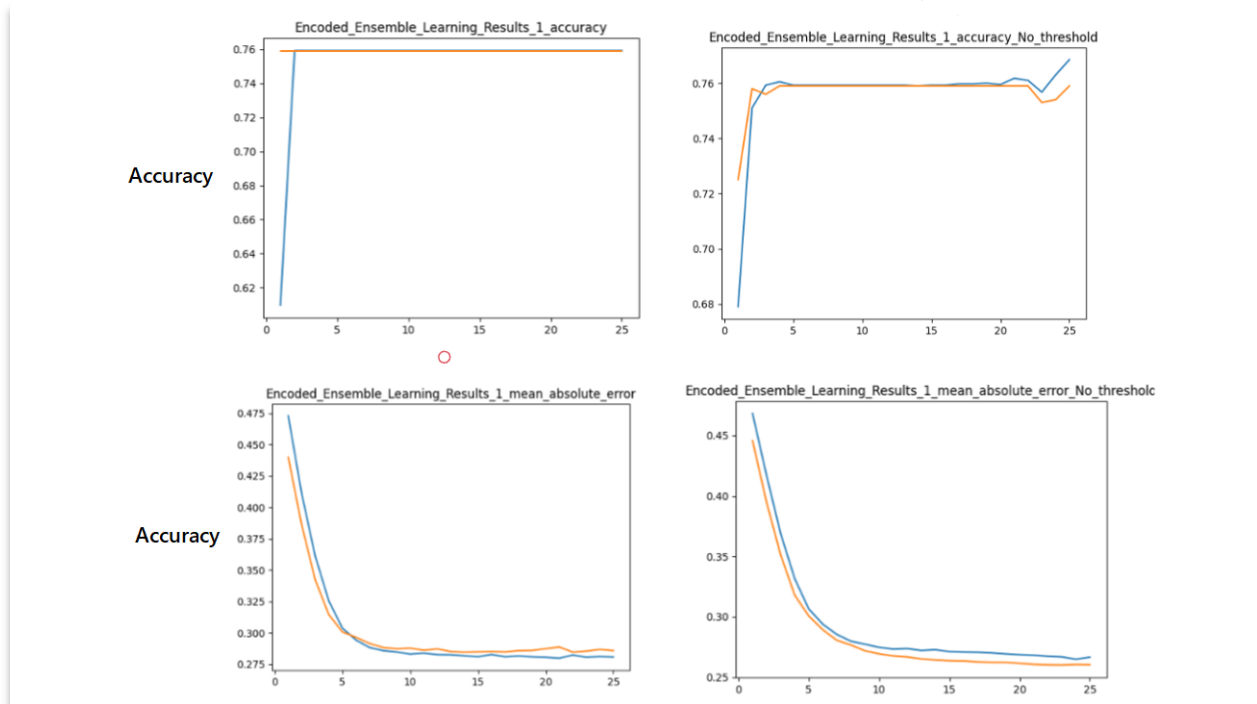 Encoded_Ensemble_Learning_Results_1_accuracy
0.76
0.74
0.72
0.70
0.68
0.66
0.64
0.62
0 5 10 15 20 25
Accuracy
Encoded_Ensemble_Learning_Results_1_accuracy_No_threshold
0.76
0.74
0.72
0.70
0.68
0 5 10 15 20 25
Encoded_Ensemble_Learning_Results_1_mean_absolute_error
0.475
0.450
0.425
0.400
0.375
0.350
0.325
0.300
0.275
0 5 10 15 20 25
Accuracy
Encoded_Ensemble_Learning_Results_1_mean_absolute_error_No_threshold
0.45
0.40
0.35
0.30
0.25
0 5 10 15 20 25